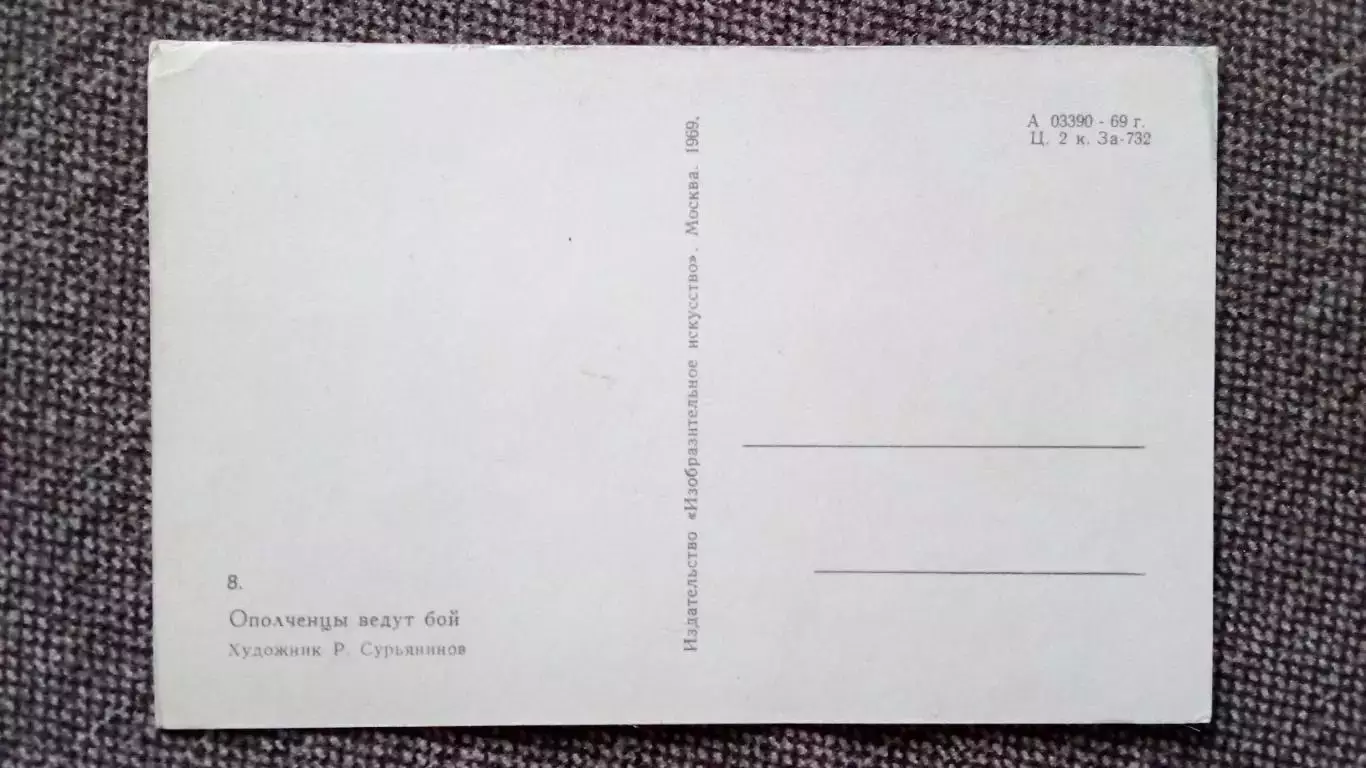 8.
Ополченцы ведут бой
Художник Р. Сурьянинов
Издательство «Изобразительное искусство». Москва. 1969.
А 03390 - 69 г.
Ц. 2 к. За-732